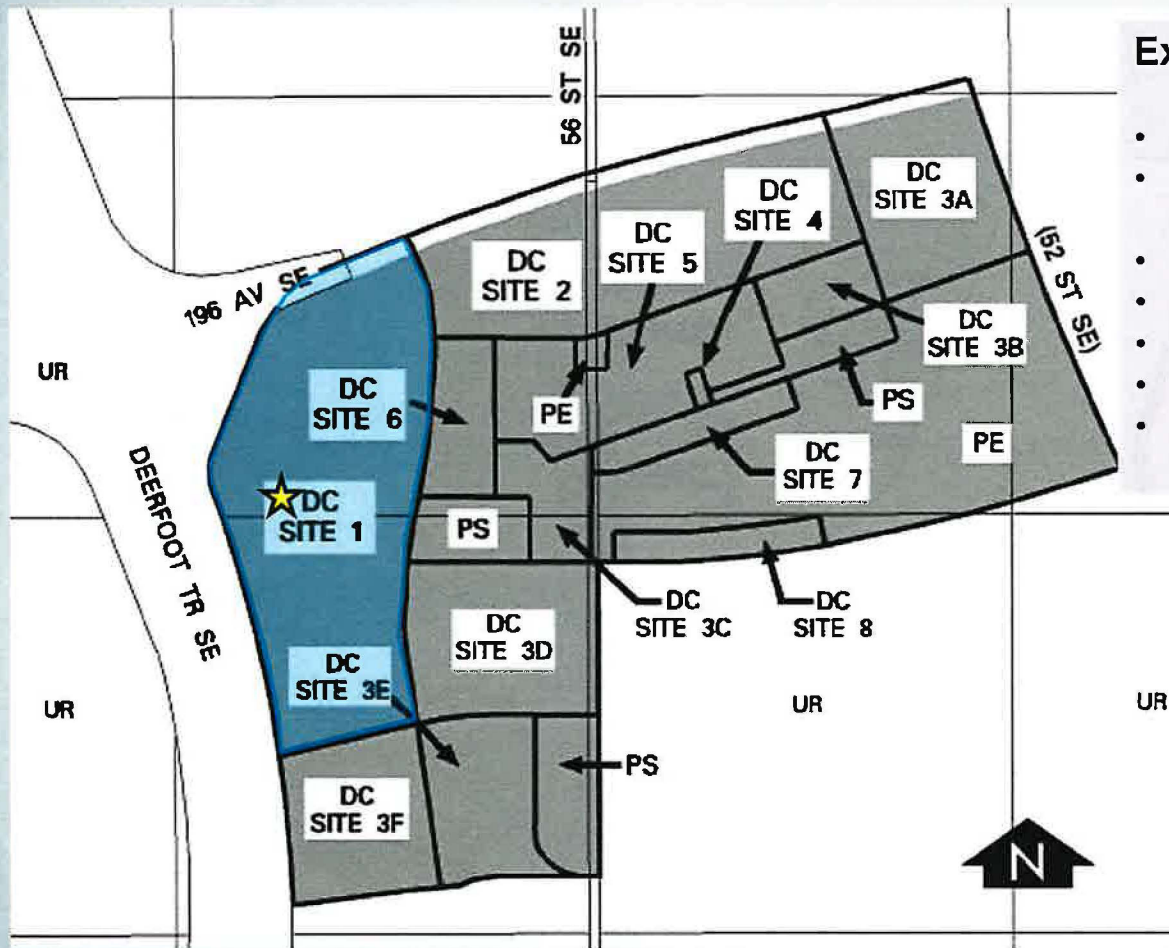 Ex
56 ST SE
DC
SITE 3A
DC
SITE 4
DC
SITE 5
DC
SITE 2
(52 ST SE)
196 AV SE
DC
SITE 3B
UR
DC
SITE 6
PE
PS
PE
DC
SITE 7
DEERFOOT TR SE
DC
SITE 1
PS
DC
SITE 3C
DC
SITE 8
DC
SITE 3D
DC
SITE 3E
UR
UR
UR
PS
DC
SITE 3F
N